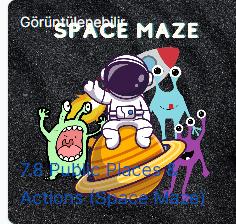 Görüntülenebilir
SPACE MAZE
7.8 Public Places &
Actions (Space Maze)